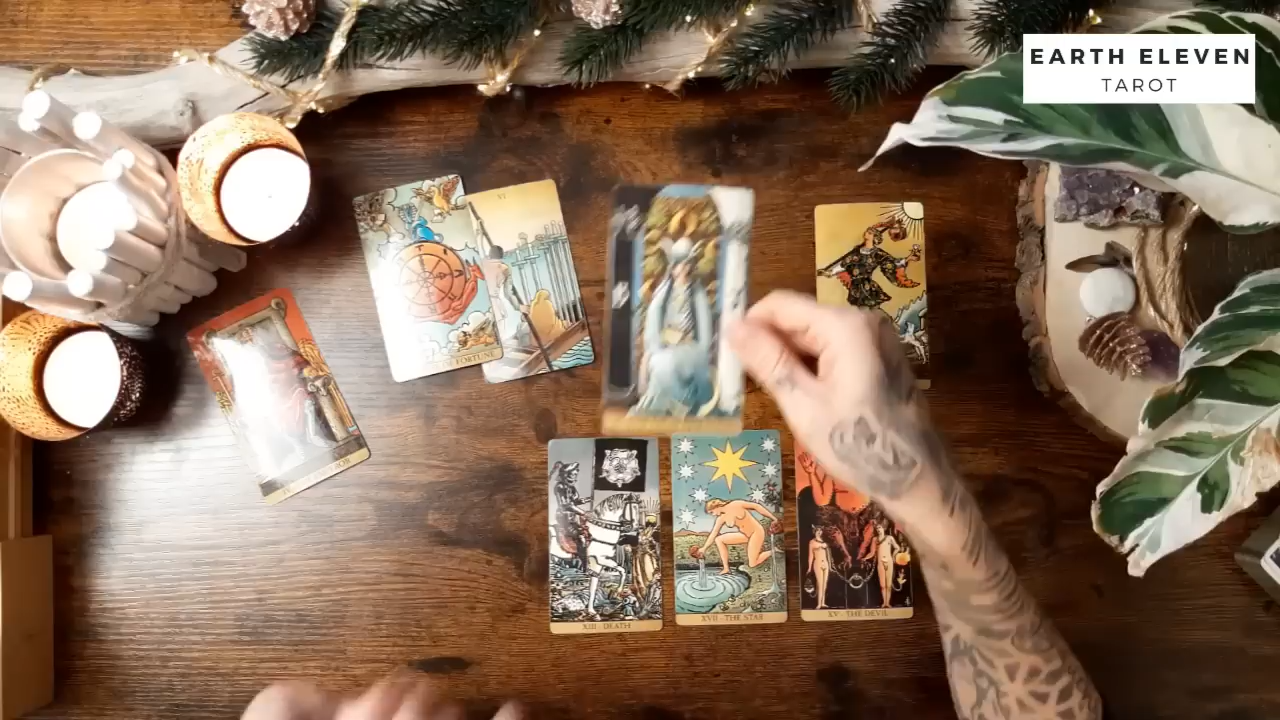 EARTH ELEVEN
TAROT
VI
FORTUNE
XIII · DEATH
XVII · THE STAR
XV · THE DEVIL